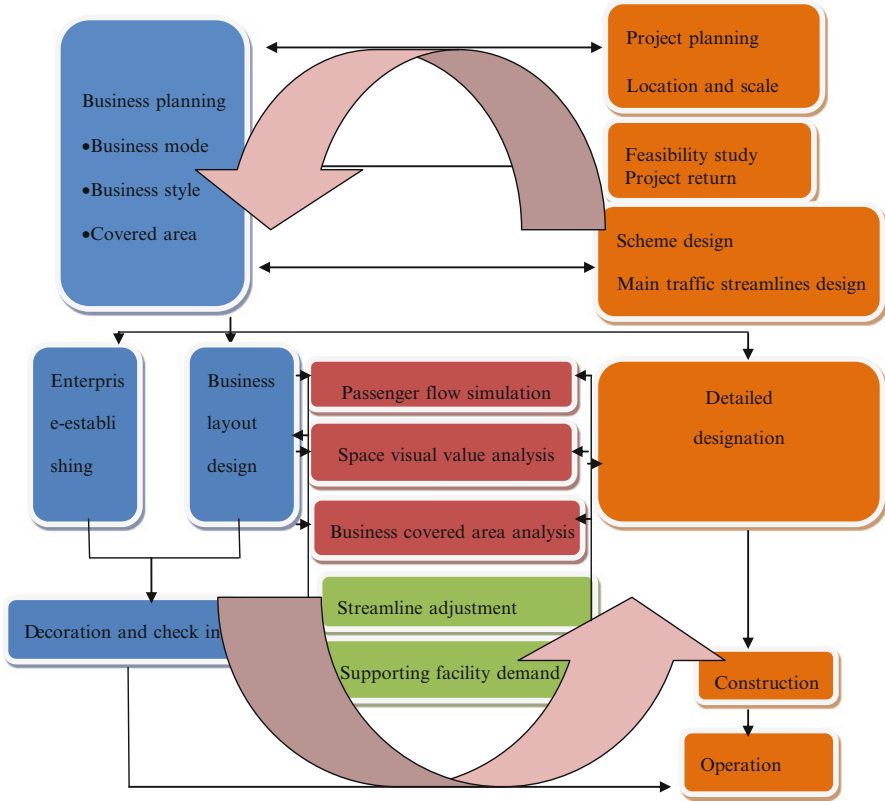 Business planning
•Business mode
•Business style
•Covered area
Project planning
Location and scale
Feasibility study
Project return
Scheme design
Main traffic streamlines design
Enterpris
e-establi
shing
Business
layout
design
Passenger flow simulation
Space visual value analysis
Business covered area analysis
Detailed
designation
Streamline adjustment
Supporting facility demand
Decoration and check in
Construction
Operation